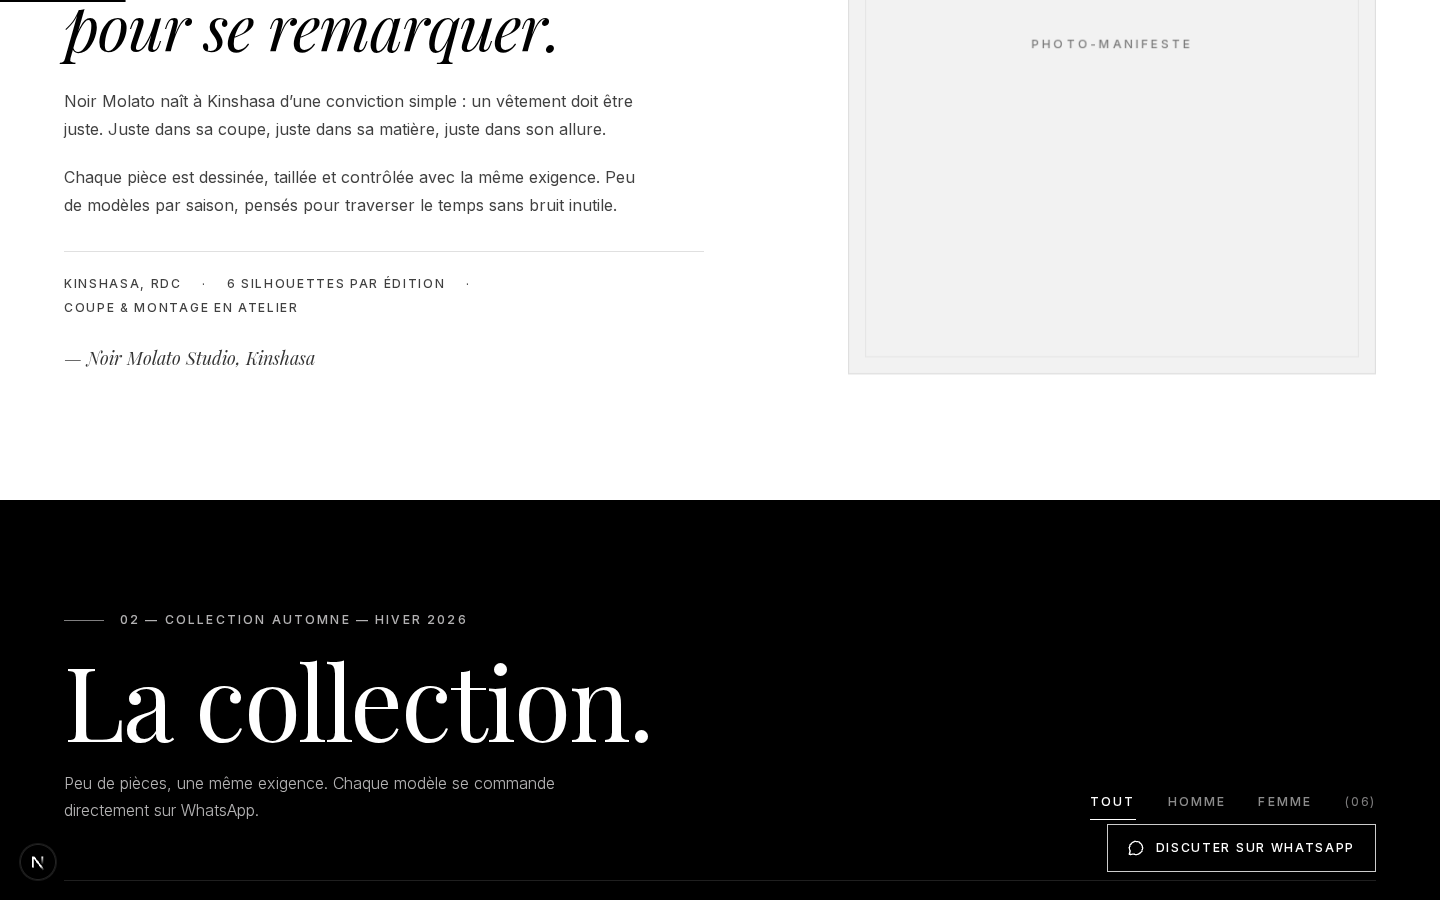 pour se remarquer.
PHOTO-MANIFESTE
Noir Molato naît à Kinshasa d’une conviction simple : un vêtement doit être
juste. Juste dans sa coupe, juste dans sa matière, juste dans son allure.
Chaque pièce est dessinée, taillée et contrôlée avec la même exigence. Peu
de modèles par saison, pensés pour traverser le temps sans bruit inutile.
KINSHASA, RDC · 6 SILHOUETTES PAR ÉDITION ·
COUPE & MONTAGE EN ATELIER
— Noir Molato Studio, Kinshasa
02 — COLLECTION AUTOMNE — HIVER 2026
La collection.
Peu de pièces, une même exigence. Chaque modèle se commande
directement sur WhatsApp.
TOUT HOMME FEMME (06)
DISCUTER SUR WHATSAPP
N